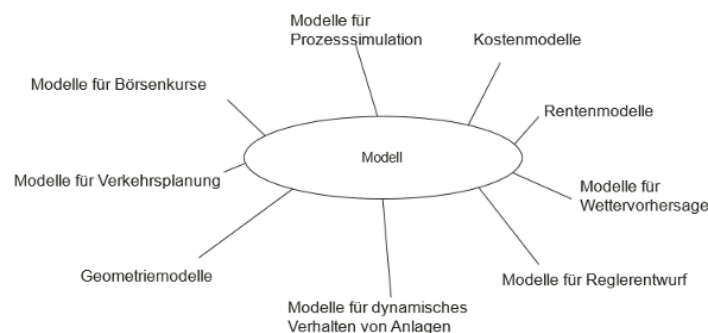 Modelle für
Prozesssimulation
Kostenmodelle
Modelle für Börsenkurse
Rentenmodelle
Modell
Modelle für Verkehrsplanung
Modelle für
Wettervorhersage
Geometriemodelle
Modelle für Reglerentwurf
Modelle für dynamisches
Verhalten von Anlagen